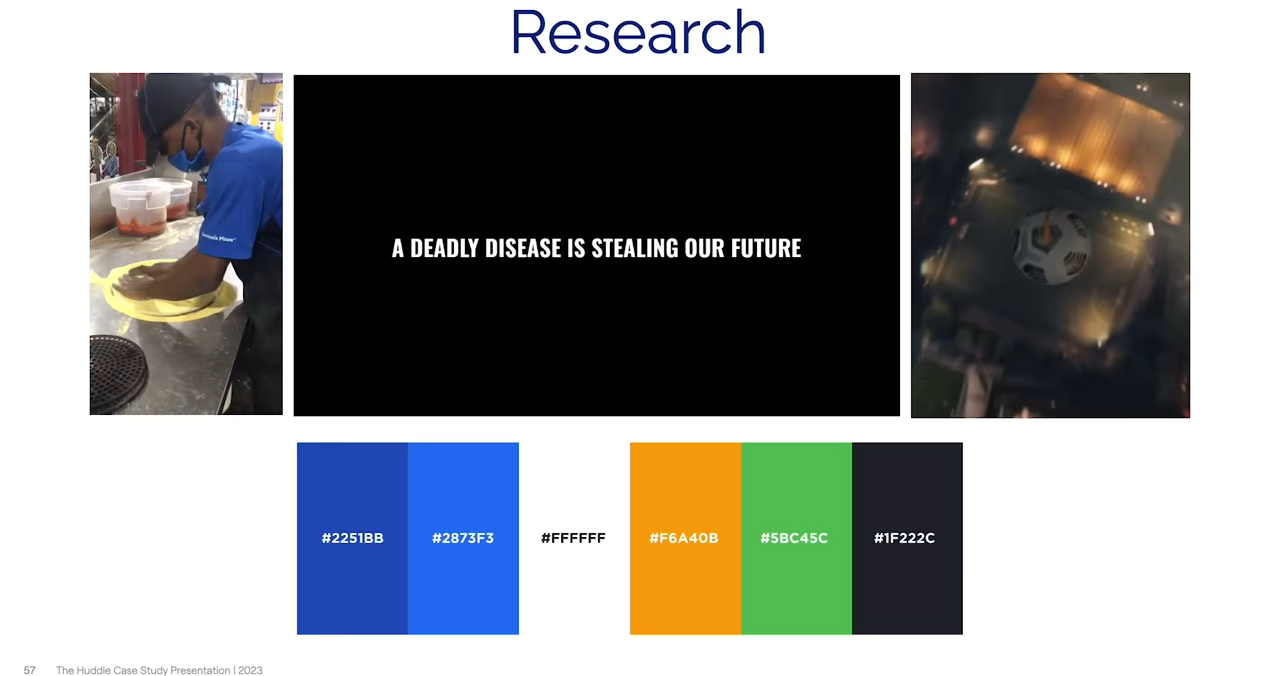 Research
A DEADLY DISEASE IS STEALING OUR FUTURE
#2251BB
#2873F3
#FFFFFF
#F6A40B
#5BC45C
#1F222C
57
The Huddle Case Study Presentation | 2023